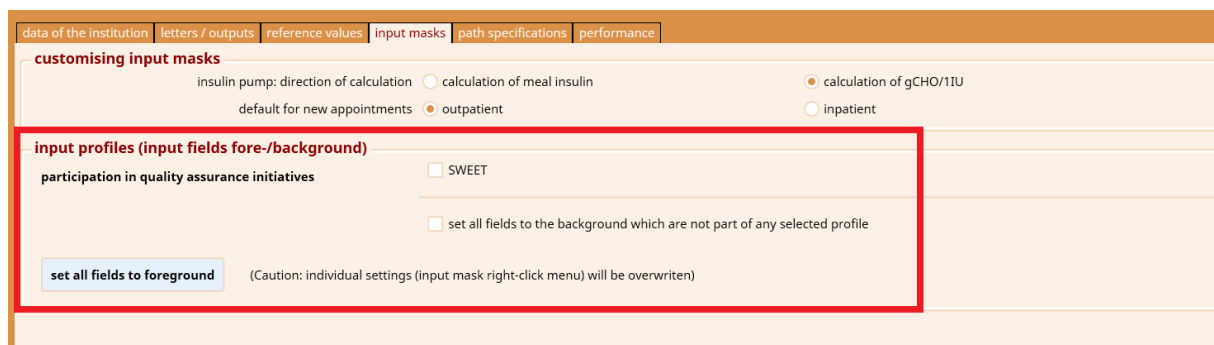 data of the institution letters / outputs reference values input masks path specifications performance
customising input masks
insulin pump: direction of calculation calculation of meal insulin calculation of gCHO/1IU
default for new appointments outpatient inpatient
input profiles (input fields fore-/background)
participation in quality assurance initiatives SWEET
set all fields to the background which are not part of any selected profile
set all fields to foreground (Caution: individual settings (input mask right-click menu) will be overwriten)